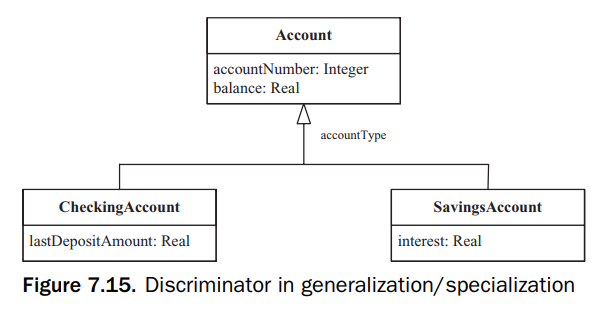 Account
accountNumber: Integer
balance: Real
accountType
CheckingAccount
lastDepositAmount: Real
SavingsAccount
interest: Real
Figure 7.15. Discriminator in generalization/specialization